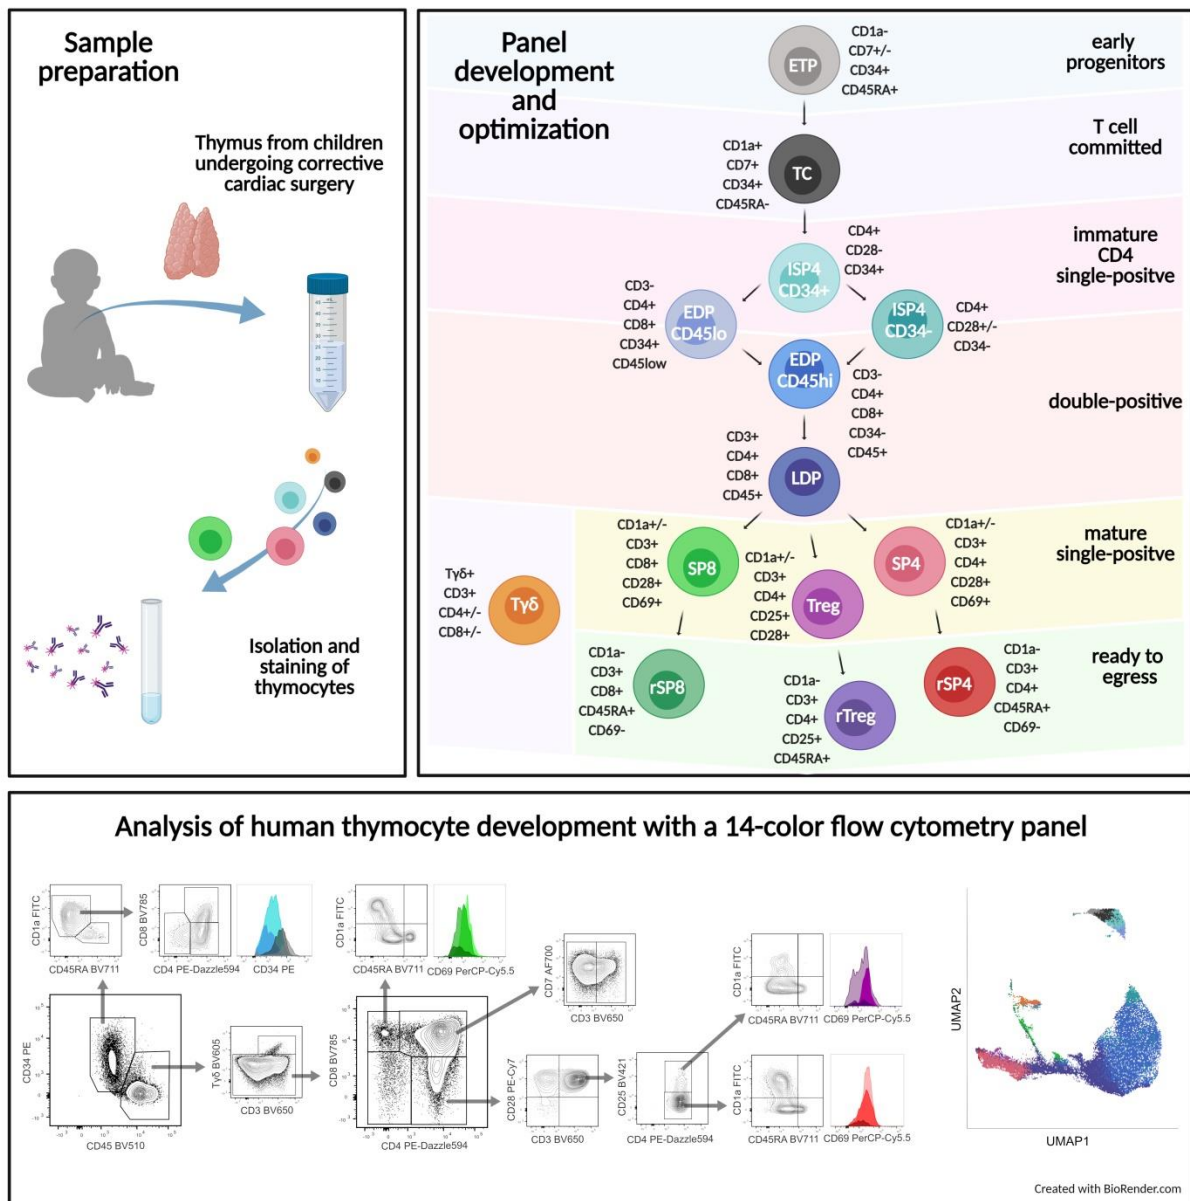 Sample
preparation
Thymus from children
undergoing corrective
cardiac surgery
Isolation and
staining of
thymocytes
Panel
development
and
optimization
early
progenitors
CD1a-
CD7+/-
CD34+
CD45RA+
ETP
T cell
committed
CD1a+
CD7+
CD34+
CD45RA-
TC
immature
CD4
single-positve
CD4+
CD28-
CD34+
ISP4
CD34+
CD3-
CD4+
CD8+
CD34+
CD45low
EDP
CD45lo
ISP4
CD34-
CD4+
CD28+/-
CD34-
EDP
CD45hi
CD3-
CD4+
CD8+
CD34-
CD45+
double-positive
CD3+
CD4+
CD8+
CD45+
LDP
mature
single-positve
CD1a+/-
CD3+
CD8+
CD28+
CD69+
SP8
CD1a+/-
CD3+
CD4+
CD25+
CD28+
Treg
SP4
CD1a+/-
CD3+
CD4+
CD28+
CD69+
Tγδ+
CD3+
CD4+/-
CD8+/-
Tγδ
ready to
egress
CD1a-
CD3+
CD8+
CD45RA+
CD69-
rSP8
CD1a-
CD3+
CD4+
CD25+
CD45RA+
rTreg
rSP4
CD1a-
CD3+
CD4+
CD45RA+
CD69-
Analysis of human thymocyte development with a 14-color flow cytometry panel
CD1a FITC
CD45RA BV711
CD8 BV785
CD4 PE-Dazzle594
CD34 PE
CD1a FITC
CD45RA BV711
CD69 PerCP-Cy5.5
CD7 AF700
CD3 BV650
CD1a FITC
CD45RA BV711
CD69 PerCP-Cy5.5
CD34 PE
CD45 BV510
Tγδ BV605
CD3 BV650
CD8 BV785
CD4 PE-Dazzle594
CD28 PE-Cy7
CD3 BV650
CD25 BV421
CD4 PE-Dazzle594
CD1a FITC
CD45RA BV711
CD69 PerCP-Cy5.5
UMAP2
UMAP1
Created with BioRender.com